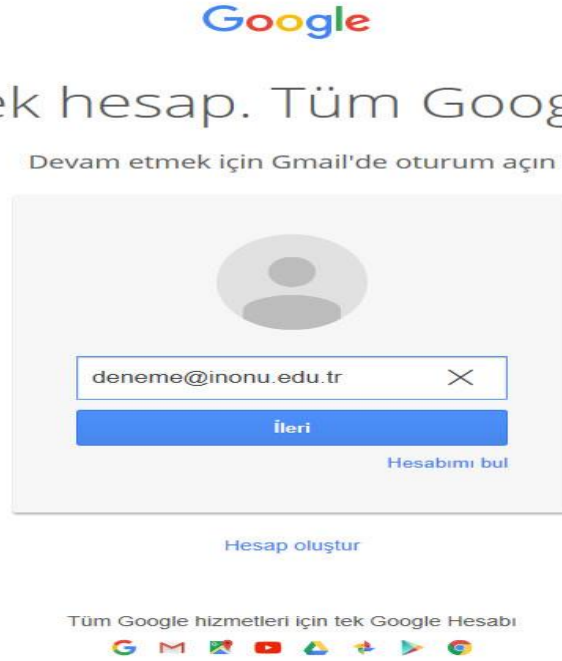 Google
ek hesap. Tüm Goog
Devam etmek için Gmail'de oturum açın
deneme@inonu.edu.tr
İleri
Hesabımı bul
Hesap oluştur
Tüm Google hizmetleri için tek Google Hesabı